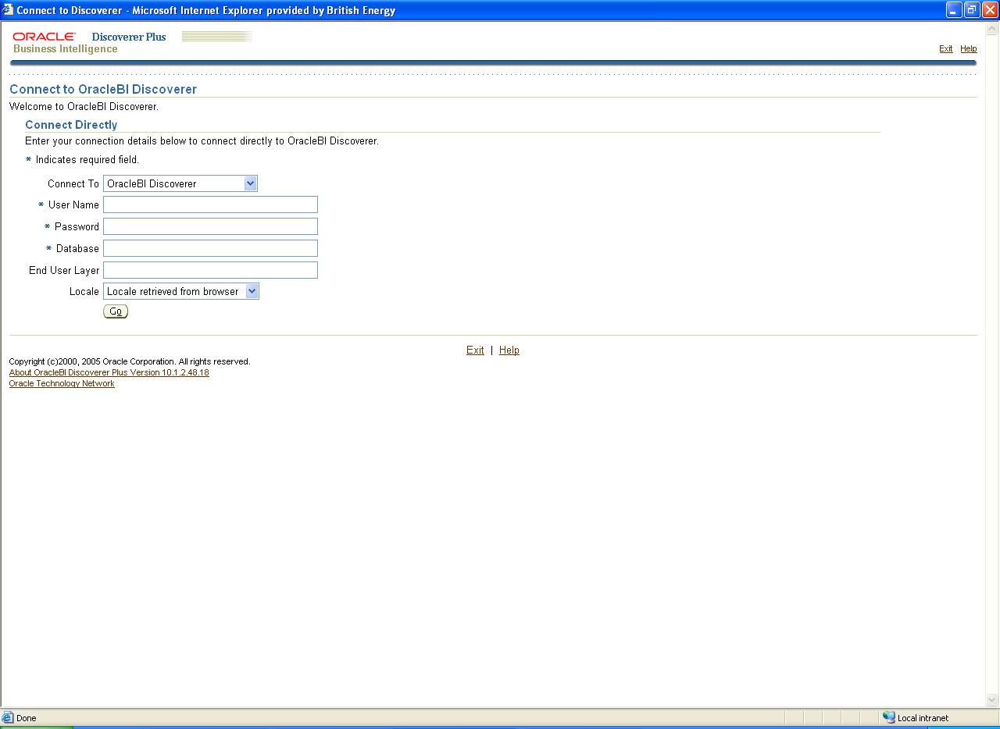 Connect to Discoverer - Microsoft Internet Explorer provided by British Energy
ORACLE Discoverer Plus
Business Intelligence
Exit Help
Connect to OracleBI Discoverer
Welcome to OracleBI Discoverer.
Connect Directly
Enter your connection details below to connect directly to OracleBI Discoverer.
* Indicates required field.
Connect To OracleBI Discoverer
* User Name
* Password
* Database
End User Layer
Locale Locale retrieved from browser
Go
Exit | Help
Copyright (c)2000, 2005 Oracle Corporation. All rights reserved.
About OracleBI Discoverer Plus Version 10.1.2.48.18
Oracle Technology Network
Done Local intranet